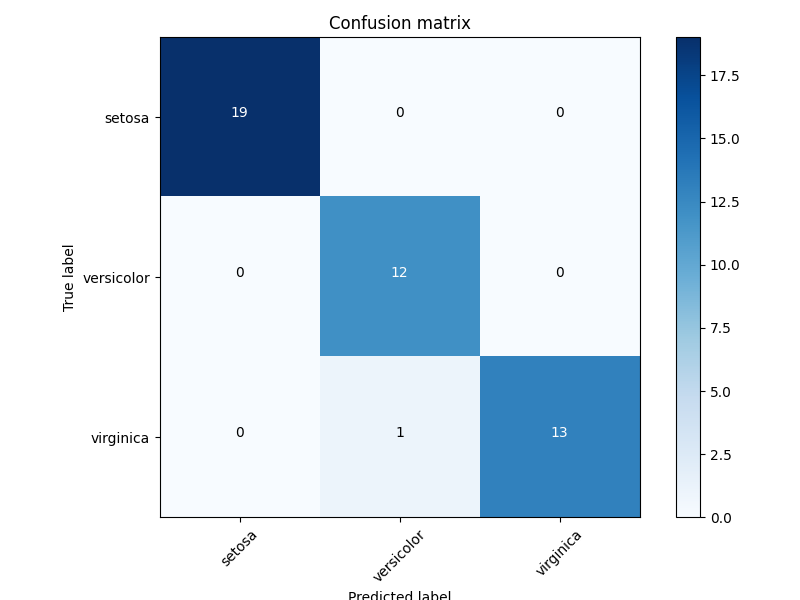 Confusion matrix
True label
setosa
19 0 0
versicolor
0 12 0
virginica
0 1 13
setosa versicolor virginica
Predicted label
17.5
15.0
12.5
10.0
7.5
5.0
2.5
0.0